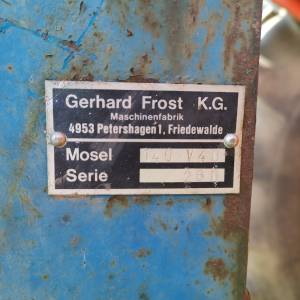 Gerhard Frost K.G.
Maschinenfabrik
4953 Petershagen 1, Friedewalde
Mosel
Serie